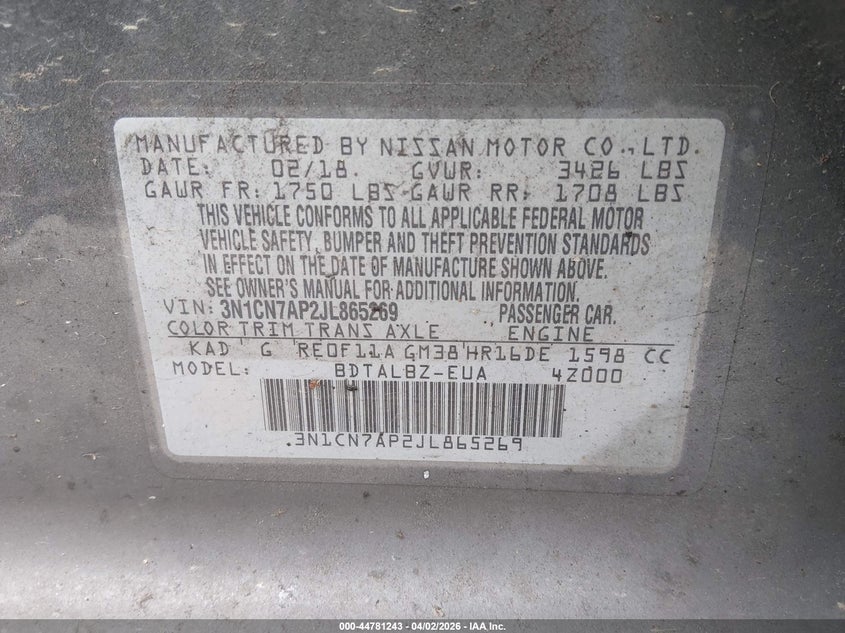 MANUFACTURED BY NISSAN MOTOR CO., LTD.
DATE: 02/18 GVWR: 3426 LBS
GAWR FR: 1750 LBS GAWR RR: 1708 LBS
THIS VEHICLE CONFORMS TO ALL APPLICABLE FEDERAL MOTOR
VEHICLE SAFETY, BUMPER AND THEFT PREVENTION STANDARDS
IN EFFECT ON THE DATE OF MANUFACTURE SHOWN ABOVE.
SEE OWNER'S MANUAL FOR ADDITIONAL INFORMATION.
VIN: 3N1CN7AP2JL865269 PASSENGER CAR.
COLOR TRIM TRANS AXLE ENGINE
KAD G RE0F11A GM38 HR16DE 1598 CC
MODEL: BDTALBZ-EUA 4Z000
3N1CN7AP2JL865269
000-44781243 | 04/02/2026 | IAA, Inc.